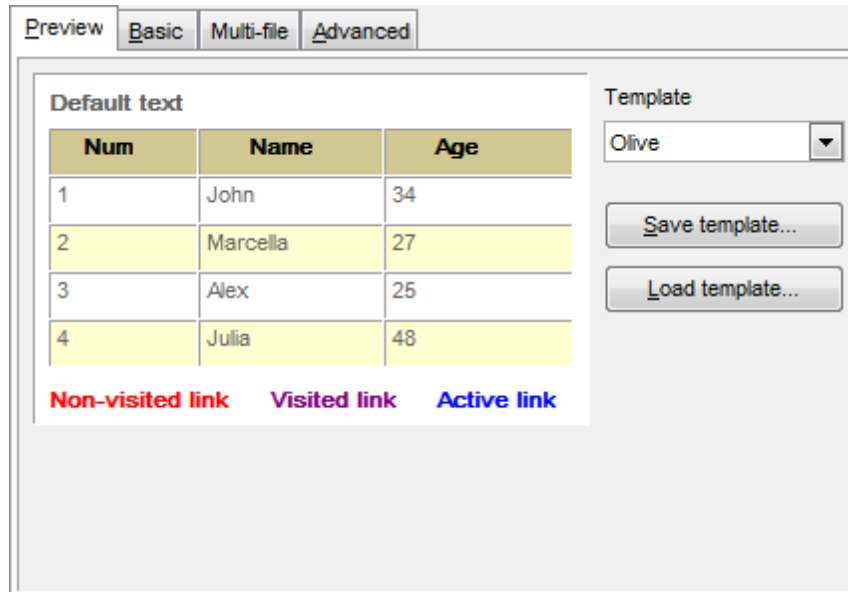 Preview Basic Multi-file Advanced
Default text
Num Name Age
1 John 34
2 Marcella 27
3 Alex 25
4 Julia 48
Non-visited link Visited link Active link
Template
Olive
Save template...
Load template...